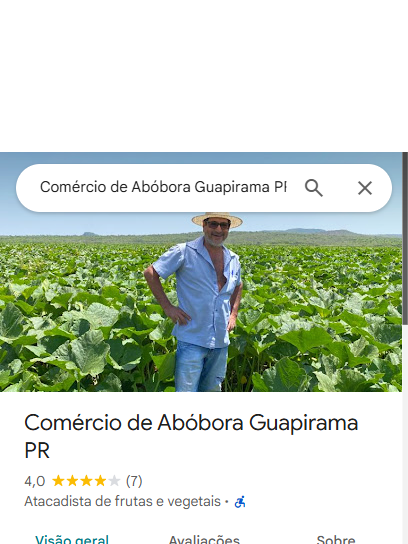 Comércio de Abóbora Guapirama PR
Comércio de Abóbora Guapirama
PR
4,0 (7)
Atacadista de frutas e vegetais ·
Visão geral Avaliações Sobre